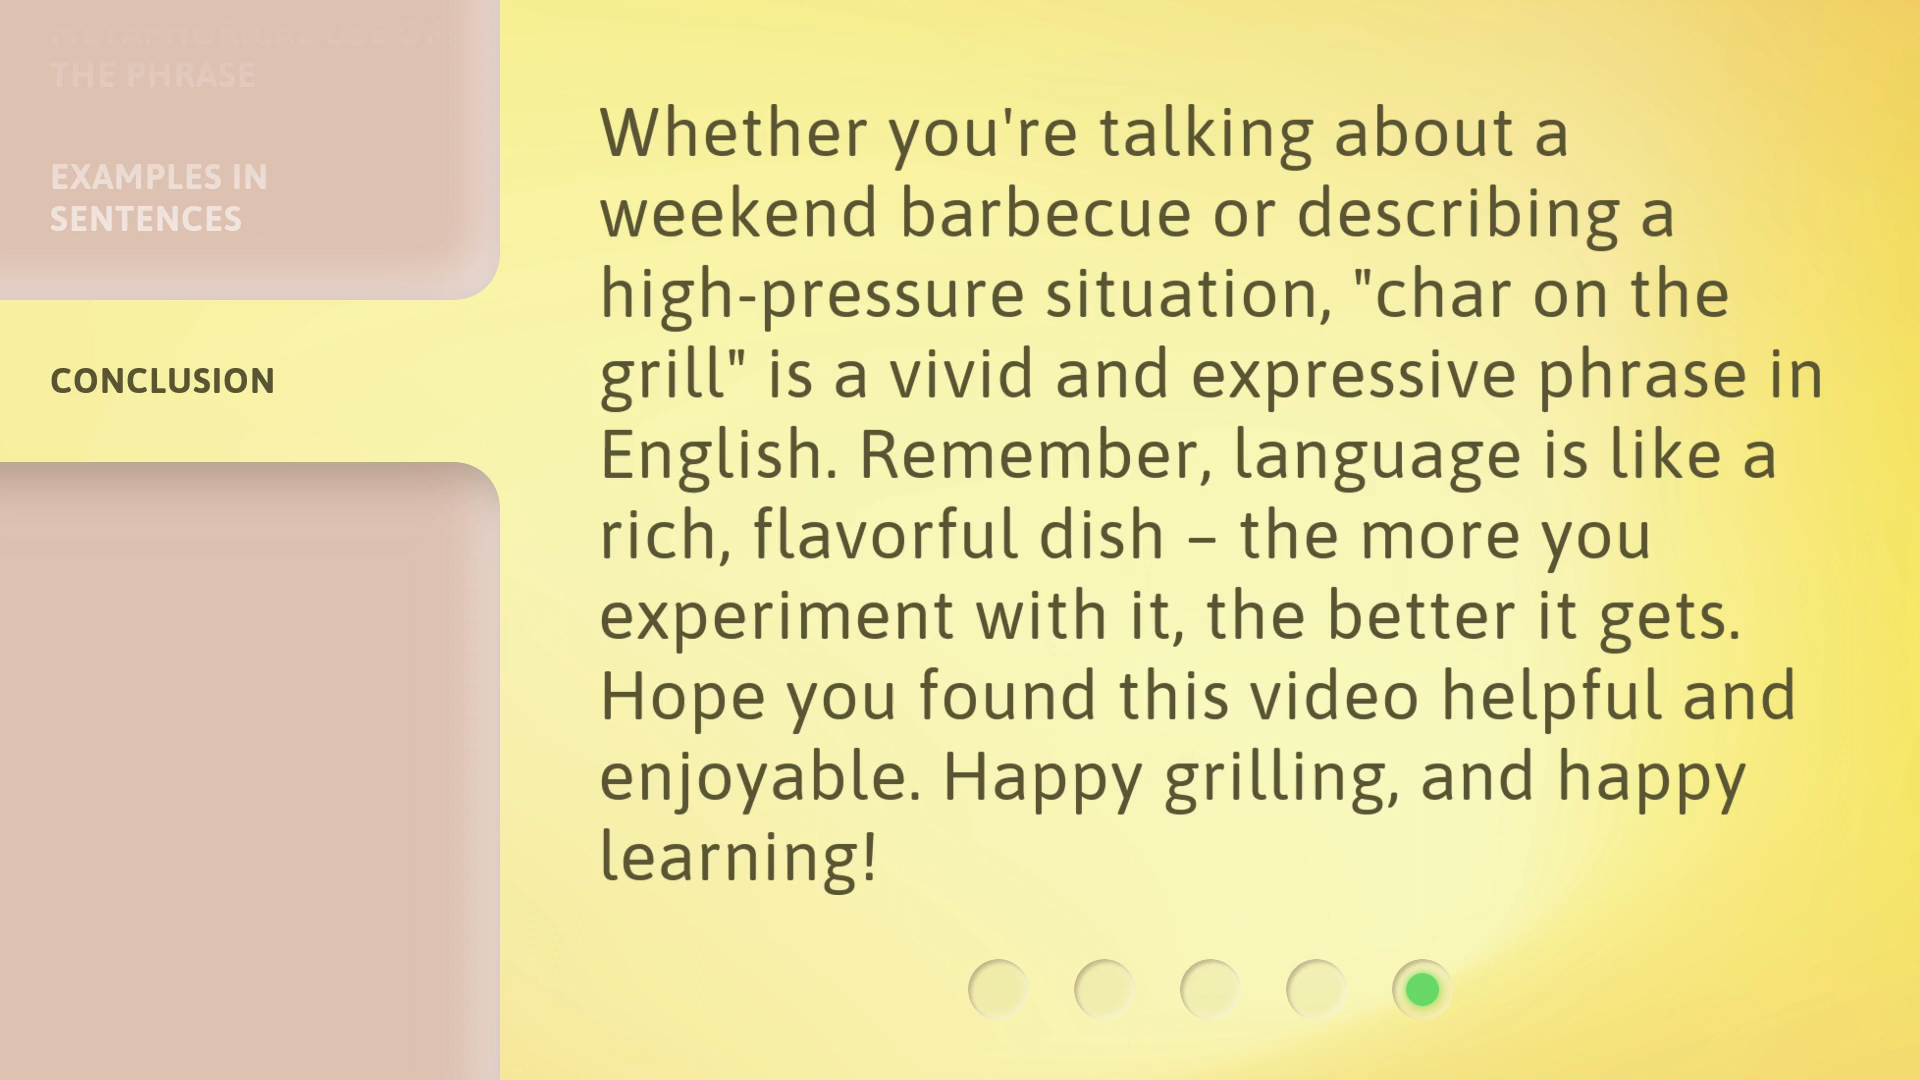 METAPHORICAL USE OF
THE PHRASE
EXAMPLES IN
SENTENCES
CONCLUSION
Whether you're talking about a
weekend barbecue or describing a
high-pressure situation, "char on the
grill" is a vivid and expressive phrase in
English. Remember, language is like a
rich, flavorful dish – the more you
experiment with it, the better it gets.
Hope you found this video helpful and
enjoyable. Happy grilling, and happy
learning!